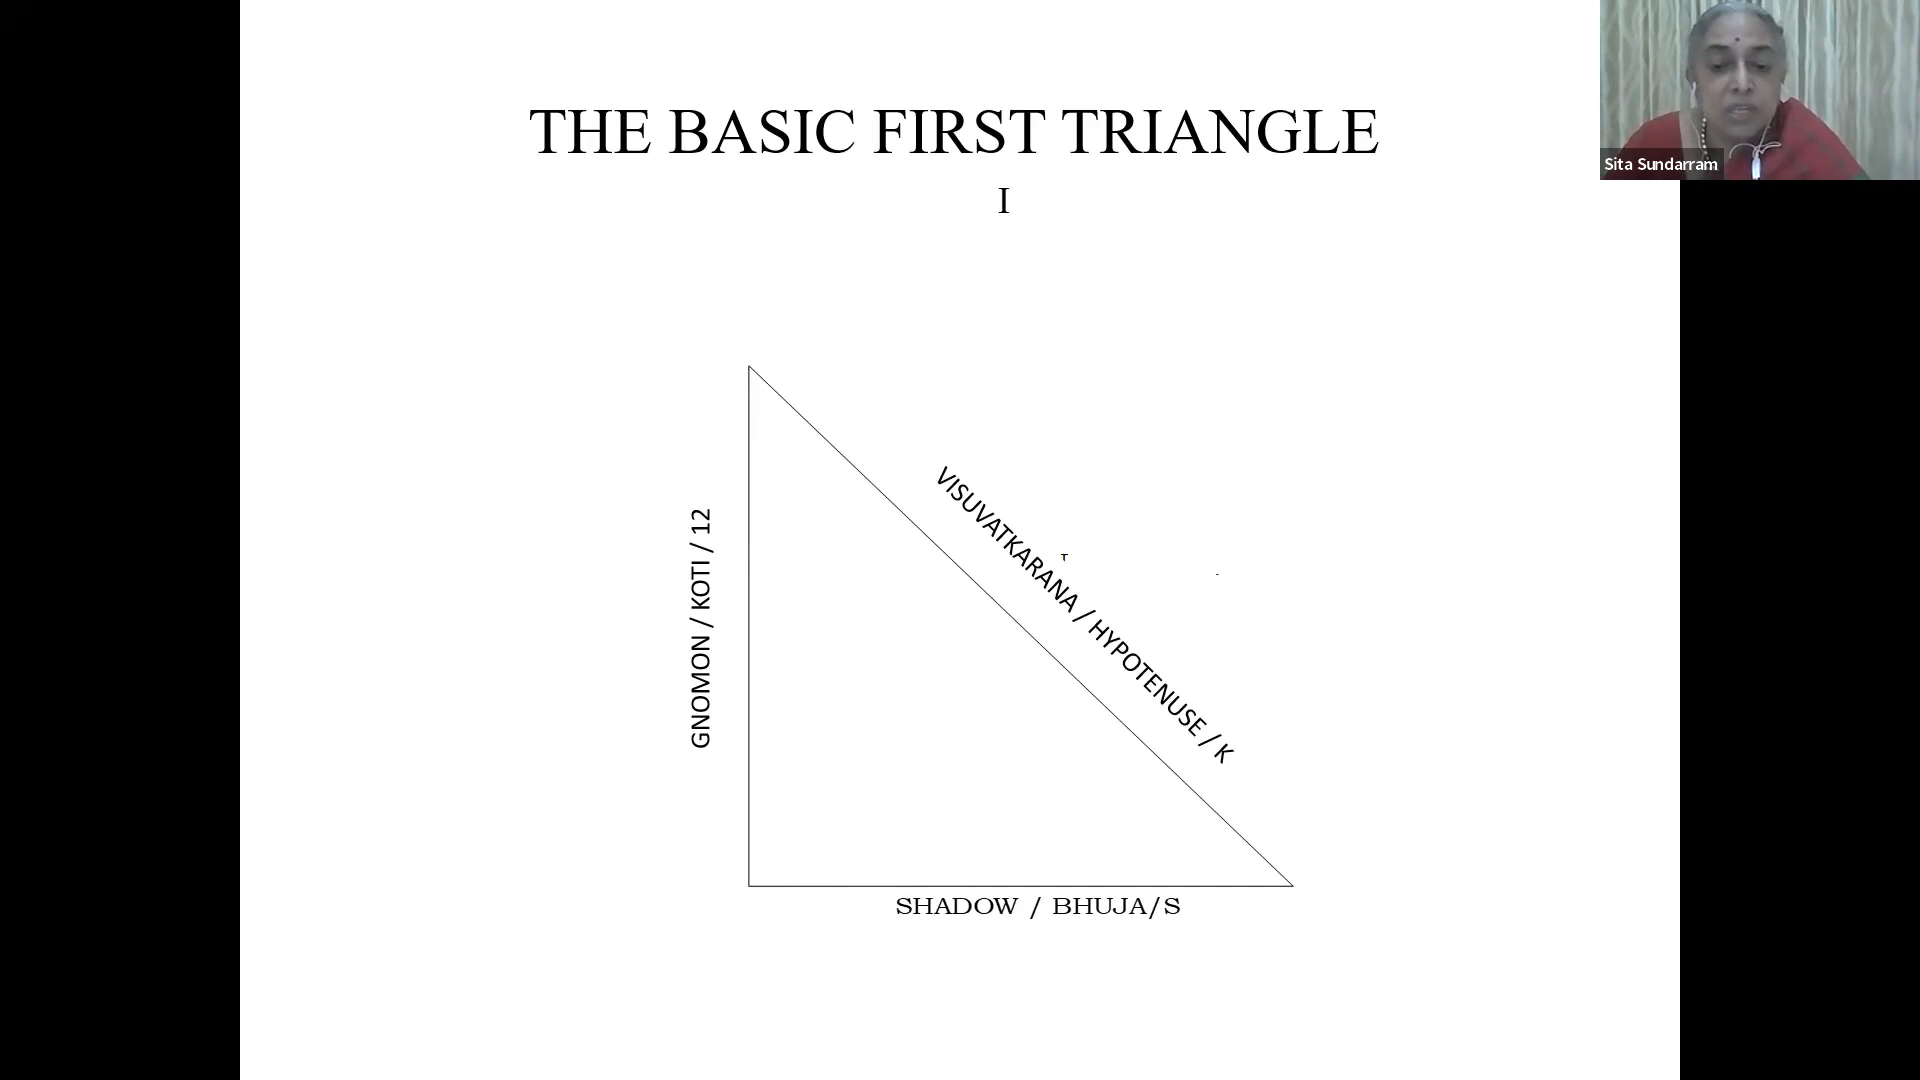 THE BASIC FIRST TRIANGLE
I
Sita Sundarram
VISUVATKARANA / HYPOTENUSE / K
T
GNOMON / KOTI / 12
SHADOW / BHUJA/S